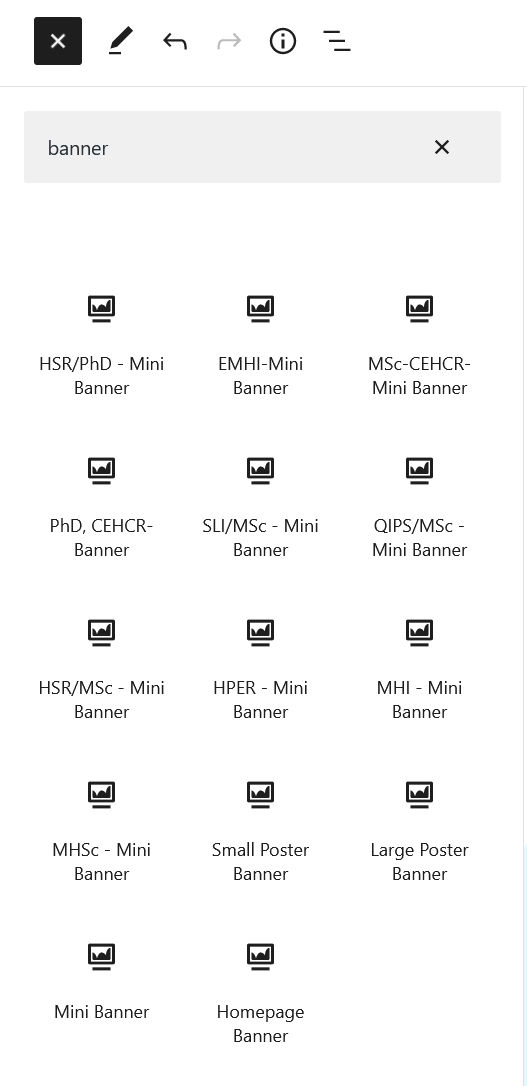 banner
HSR/PhD - Mini
Banner
EMHI-Mini
Banner
MSc-CEHCR-
Mini Banner
PhD, CEHCR-
Banner
SLI/MSc - Mini
Banner
QIPS/MSc -
Mini Banner
HSR/MSc - Mini
Banner
HPER - Mini
Banner
MHI - Mini
Banner
MHSc - Mini
Banner
Small Poster
Banner
Large Poster
Banner
Mini Banner
Homepage
Banner